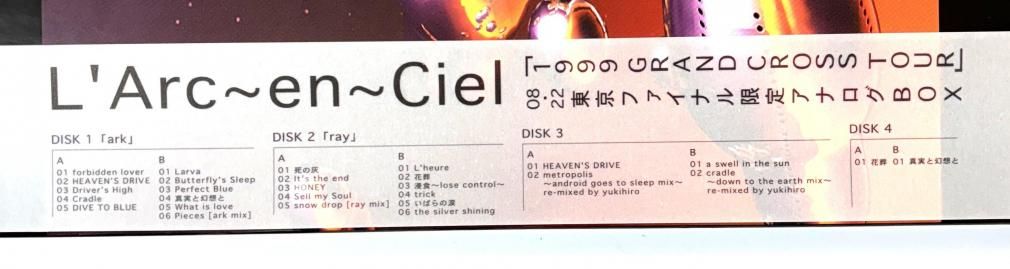 L'Arc~en~Ciel
「1999 GRAND CROSS TOUR」
08.22 東京ファイナル限定アナログBOX
DISK 1「ark」
A
01 forbidden lover
02 HEAVEN'S DRIVE
03 Driver's High
04 Cradle
05 DIVE TO BLUE
B
01 Larva
02 Butterfly's Sleep
03 Perfect Blue
04 真実と幻想と
05 What is love
06 Pieces [ark mix]
DISK 2「ray」
A
01 死の灰
02 It's the end
03 HONEY
04 Sell my Soul
05 snow drop [ray mix]
B
01 L'heure
02 花葬
03 浸食~lose control~
04 trick
05 いばらの涙
06 the silver shining
DISK 3
A
01 HEAVEN'S DRIVE
02 metropolis
~android goes to sleep mix~
re-mixed by yukihiro
B
01 a swell in the sun
02 cradle
~down to the earth mix~
re-mixed by yukihiro
DISK 4
A
01 花葬
B
01 真実と幻想と